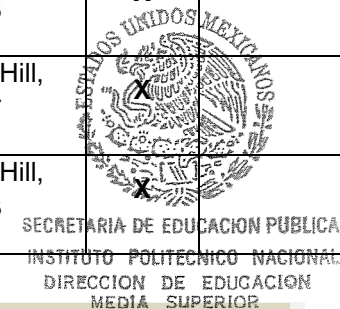 ESTADOS UNIDOS MEXICANOS
Hill,
X
Hill,
X
SECRETARIA DE EDUCACION PUBLICA
INSTITUTO POLITECNICO NACIONAL
DIRECCION DE EDUCACION
MEDIA SUPERIOR